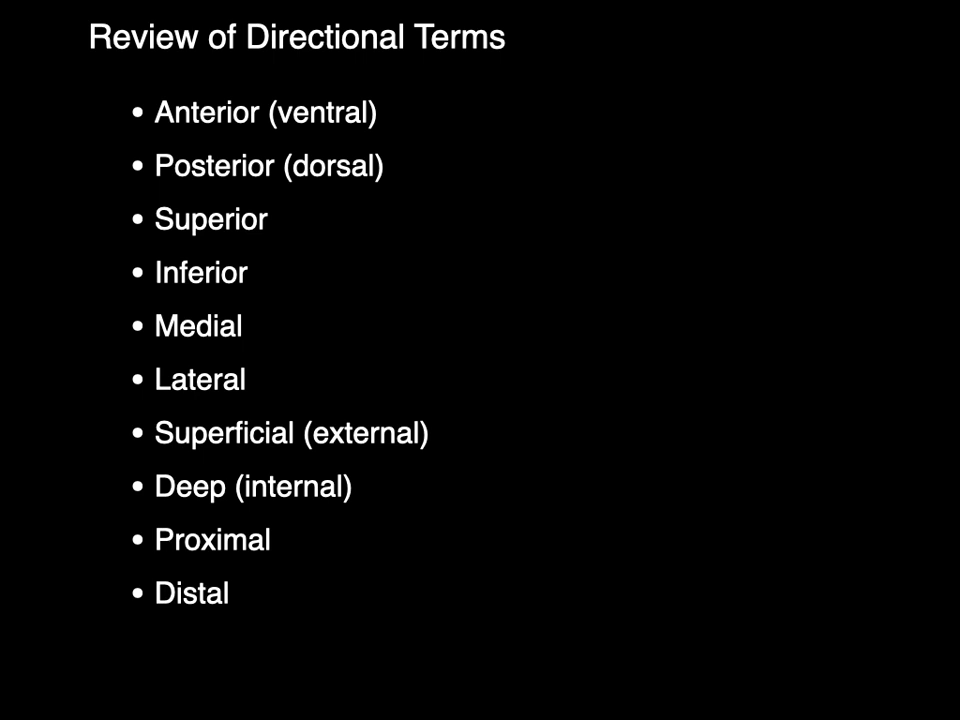 Review of Directional Terms
• Anterior (ventral)
• Posterior (dorsal)
• Superior
• Inferior
• Medial
• Lateral
• Superficial (external)
• Deep (internal)
• Proximal
• Distal